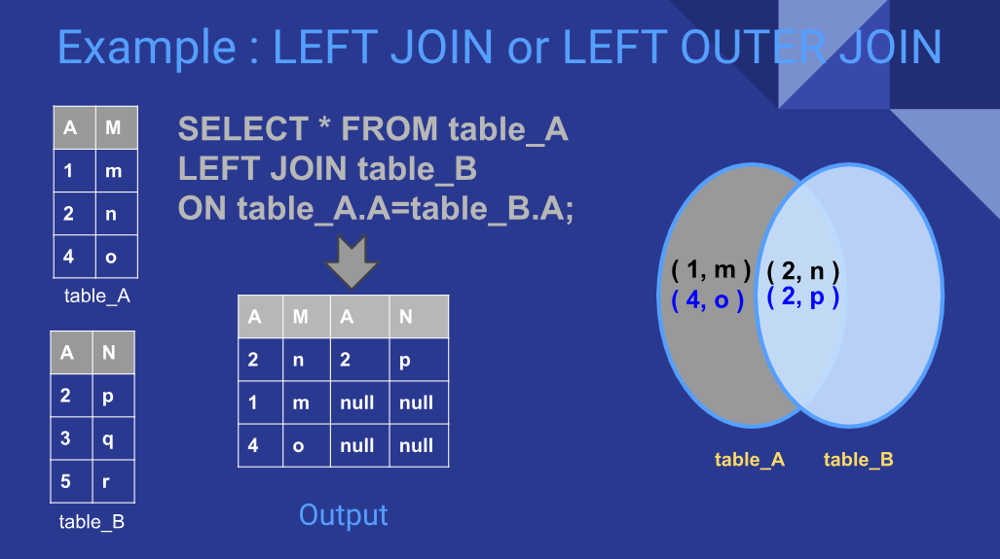 Example : LEFT JOIN or LEFT OUTER JOIN
A M
1 m
2 n
4 o
table_A
SELECT * FROM table_A
LEFT JOIN table_B
ON table_A.A=table_B.A;
A N
2 p
3 q
5 r
table_B
A M A N
2 n 2 p
1 m null null
4 o null null
Output
( 1, m ) ( 2, n )
( 4, o ) ( 2, p )
table_A table_B